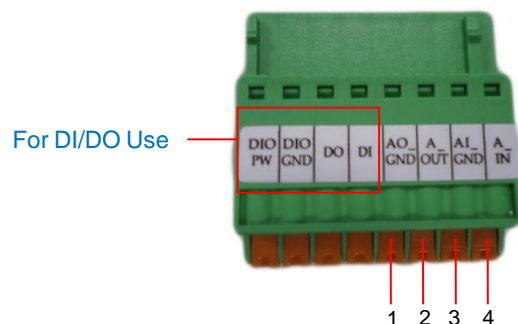 For DI/DO Use
DIO PW
DIO GND
DO
DI
AO_ GND
A_ OUT
AI_ GND
A_ IN
1 2 3 4